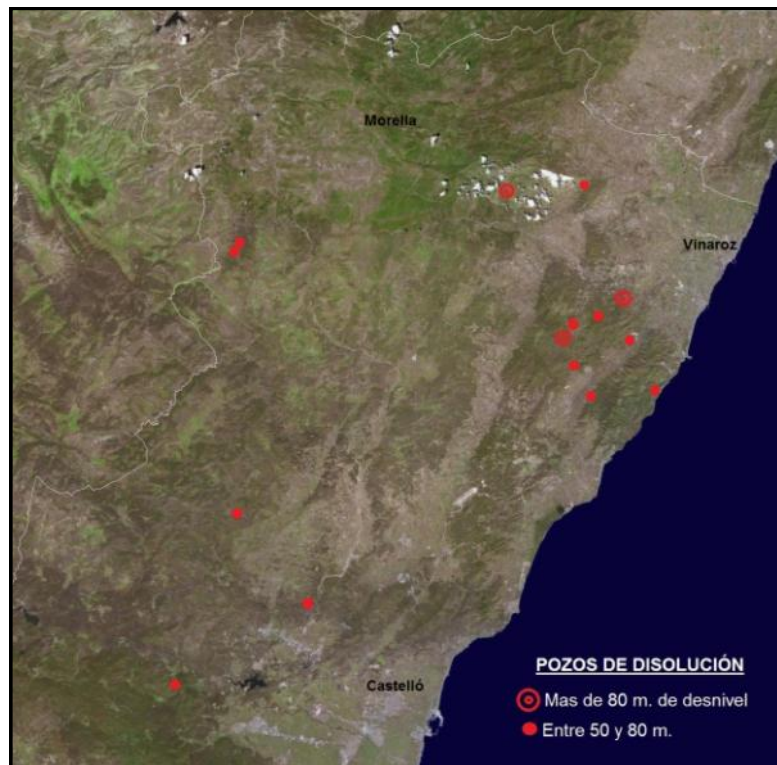 Morella
Vinaroz
Castelló
POZOS DE DISOLUCIÓN
Mas de 80 m. de desnivel
Entre 50 y 80 m.